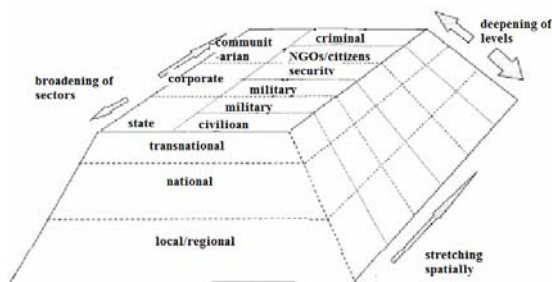 deepening of
levels
criminal
communit
-arian
NGOs/citizens
security
broadening of
sectors
corporate
military
military
state
civilioan
transnational
national
local/regional
stretching
spatially